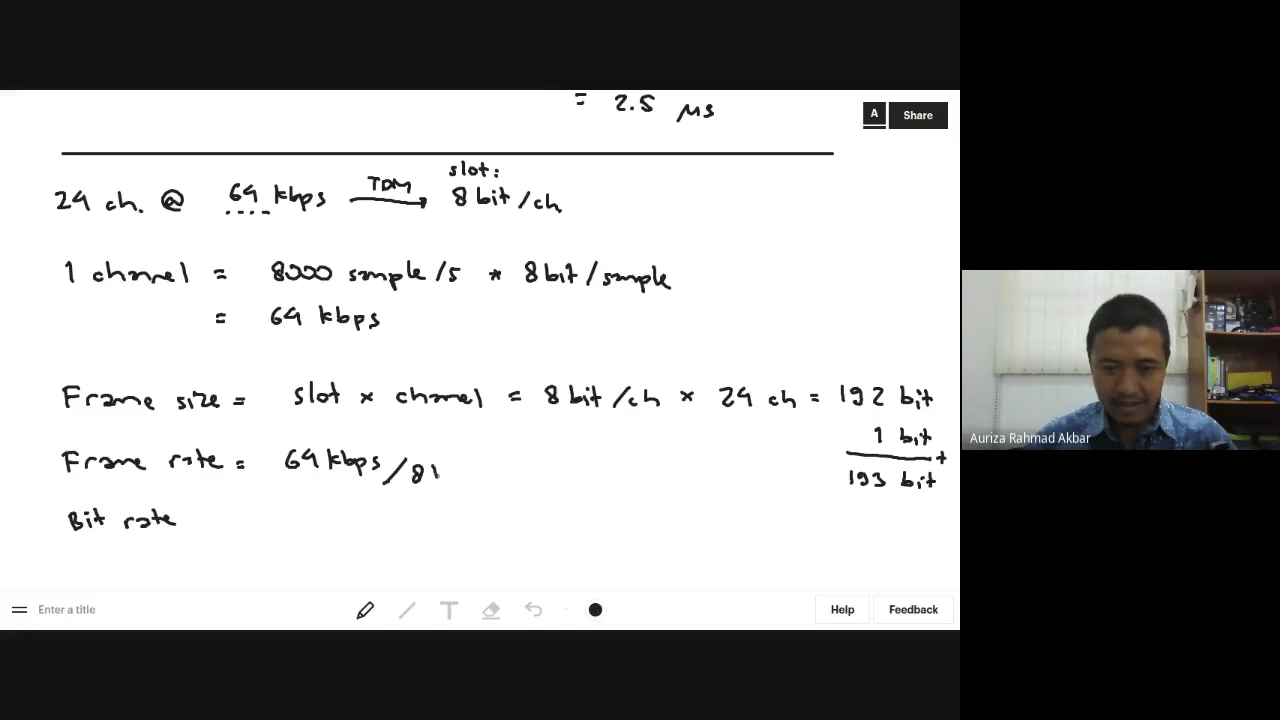 = 2.5 μs
A Share
slot:
24 ch. @ 64 kbps TDM 8 bit/ch
1 channel = 8000 sample/s * 8 bit/sample
= 64 kbps
Frame size = slot x channel = 8 bit/ch x 24 ch = 192 bit
1 bit
+
Frame rate = 64 kbps/8
193 bit
Bit rate
Enter a title
T
Help
Feedback
Auriza Rahmad Akbar